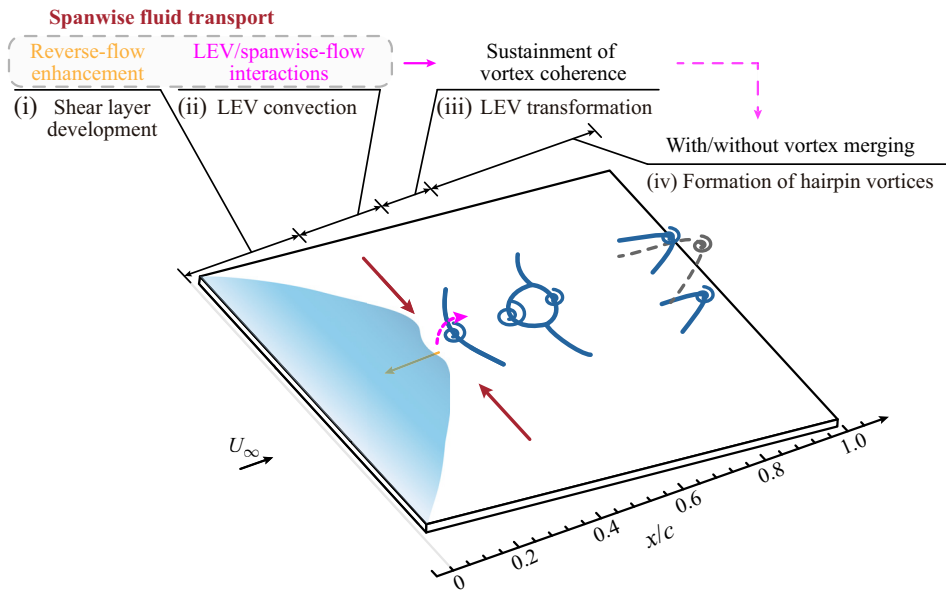 Spanwise fluid transport
Reverse-flow
enhancement
LEV/spanwise-flow
interactions
Sustainment of
vortex coherence
(i) Shear layer
development
(ii) LEV convection
(iii) LEV transformation
With/without vortex merging
(iv) Formation of hairpin vortices
U∞
0
0.2
0.4
0.6
0.8
1.0
x/c